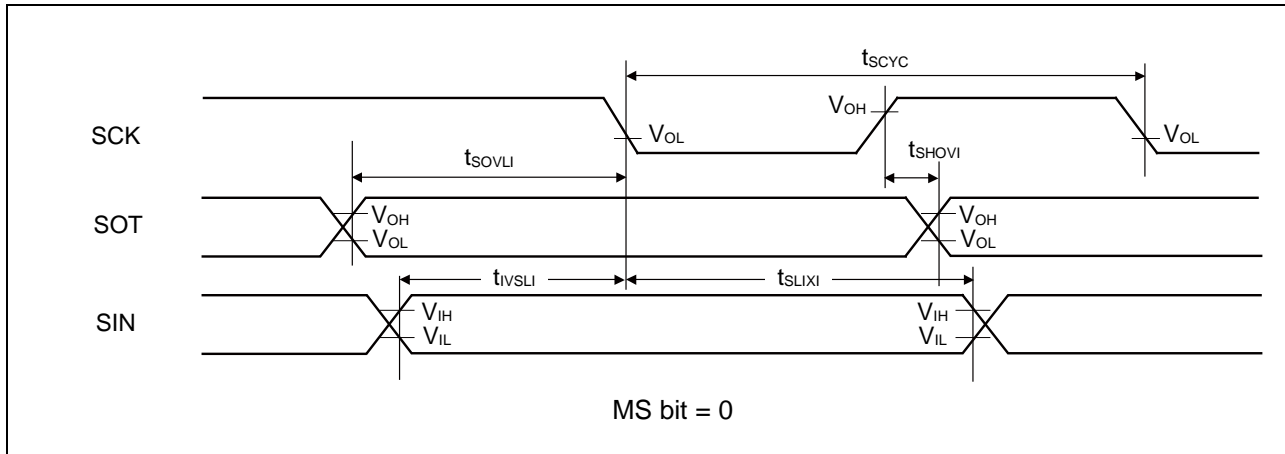 tSCYC
SCK
VOH
VOL
VOL
tSOVLI
tSHOVI
SOT
VOH
VOL
VOH
VOL
tIVSLI
tSLIXI
SIN
VIH
VIL
VIH
VIL
MS bit = 0